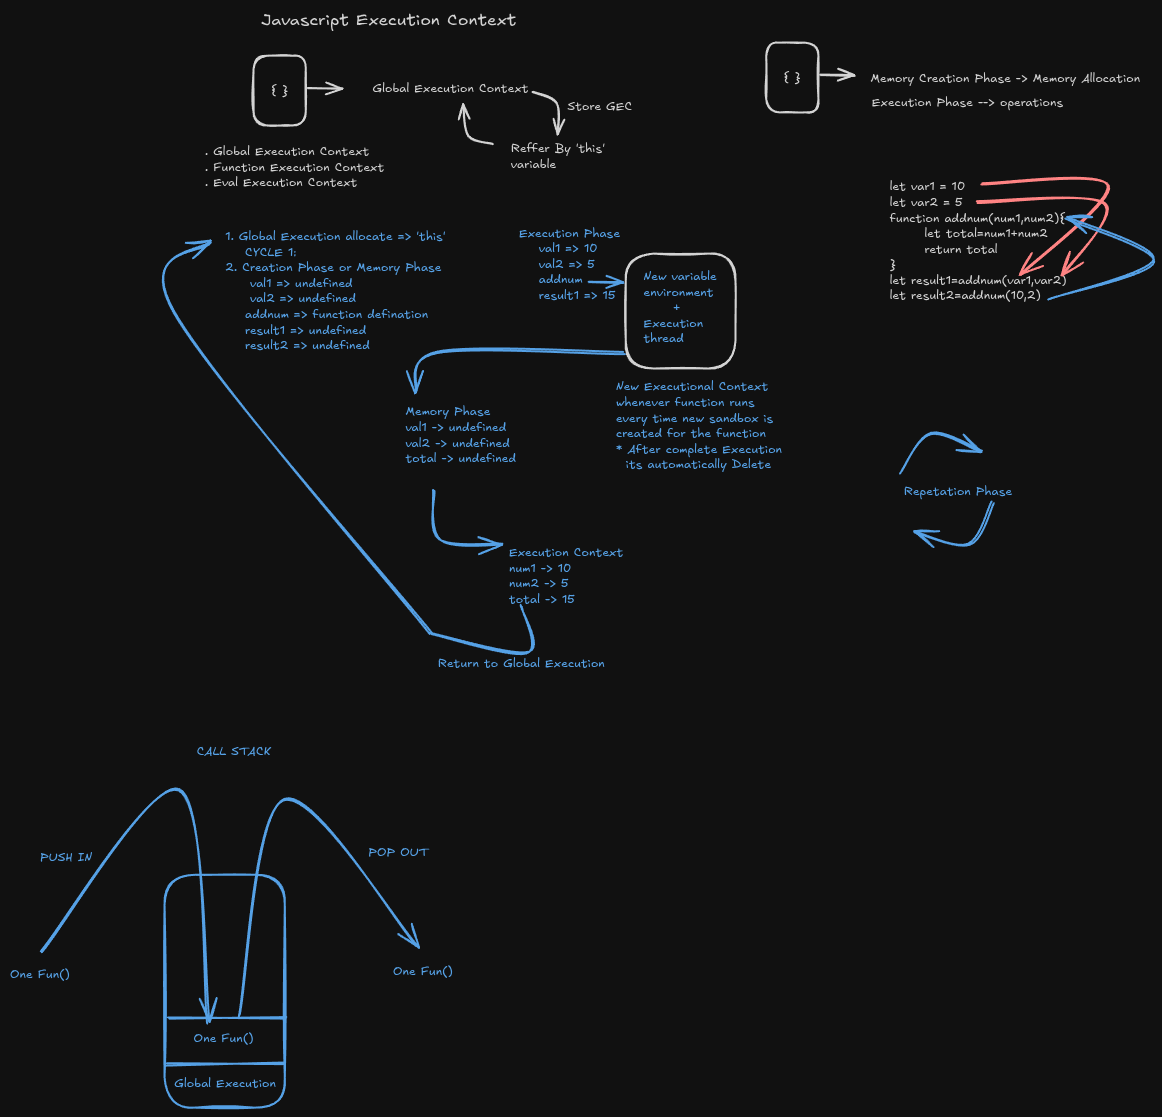 Javascript Execution Context
{ }
Global Execution Context
Store GEC
Reffer By 'this'
variable
. Global Execution Context
. Function Execution Context
. Eval Execution Context
{ }
Memory Creation Phase -> Memory Allocation
Execution Phase --> operations
let var1 = 10
let var2 = 5
function addnum(num1,num2){
let total=num1+num2
return total
}
let result1=addnum(var1,var2)
let result2=addnum(10,2)
1. Global Execution allocate => 'this'
CYCLE 1:
2. Creation Phase or Memory Phase
val1 => undefined
val2 => undefined
addnum => function defination
result1 => undefined
result2 => undefined
Execution Phase
val1 => 10
val2 => 5
addnum
result1 => 15
New variable
environment
+
Execution
thread
New Executional Context
whenever function runs
every time new sandbox is
created for the function
* After complete Execution
its automatically Delete
Memory Phase
val1 -> undefined
val2 -> undefined
total -> undefined
Execution Context
num1 -> 10
num2 -> 5
total -> 15
Return to Global Execution
Repetation Phase
CALL STACK
PUSH IN
POP OUT
One Fun()
One Fun()
One Fun()
Global Execution